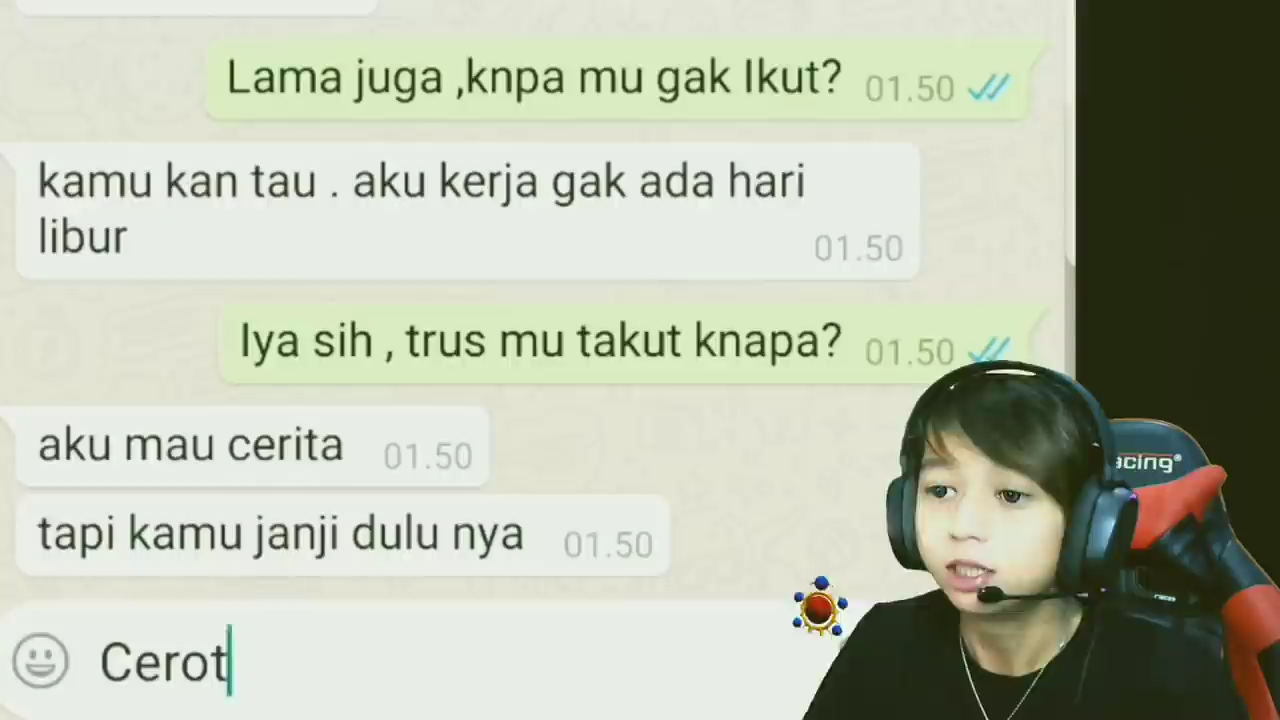 Lama juga ,knpa mu gak Ikut? 01.50
kamu kan tau . aku kerja gak ada hari
libur 01.50
Iya sih , trus mu takut knapa? 01.50
aku mau cerita 01.50
tapi kamu janji dulu nya 01.50
Cerot